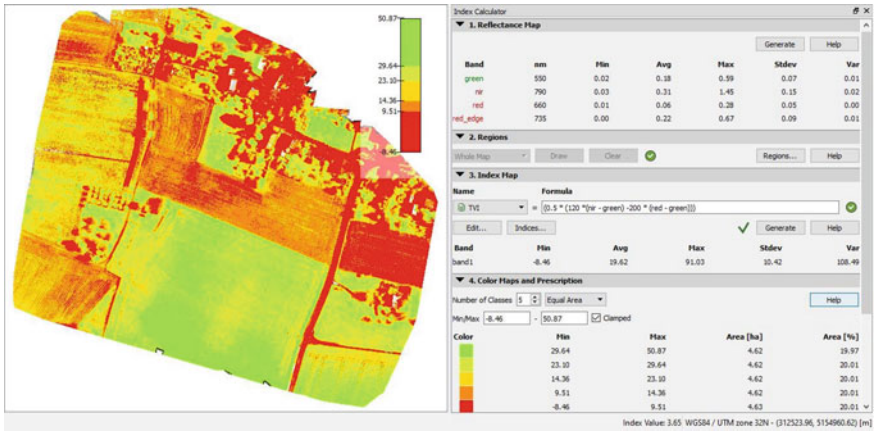 50.87
29.64
23.10
14.36
9.51
-8.46
Index Calculator
1. Reflectance Map
Generate Help
Band nm Min Avg Max Stdev Var
green 550 0.02 0.18 0.59 0.07 0.01
nir 790 0.03 0.31 1.45 0.15 0.02
red 660 0.01 0.06 0.28 0.05 0.00
red_edge 735 0.00 0.22 0.67 0.09 0.01
2. Regions
Whole Map Draw Clear Regions... Help
3. Index Map
Name Formula
TVI = (0.5 * (120 *(nir - green) -200 * (red - green)))
Edit... Indices... Generate Help
Band Min Avg Max Stdev Var
band1 -8.46 19.62 91.03 10.42 108.49
4. Color Maps and Prescription
Number of Classes 5 Equal Area Help
Min/Max -8.46 - 50.87 Clamped
Color Min Max Area [ha] Area [%]
29.64 50.87 4.62 19.97
23.10 29.64 4.62 20.01
14.36 23.10 4.62 20.01
9.51 14.36 4.62 20.01
-8.46 9.51 4.63 20.01
Index Value: 3.65 WGS84 / UTM zone 32N - (312523.96, 5154960.62) [m]